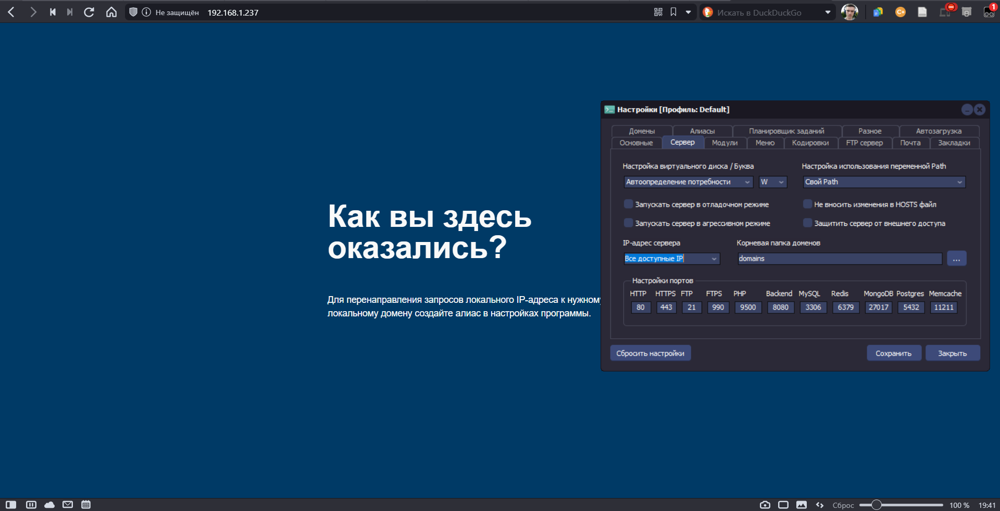 Не защищён 192.168.1.237
Искать в DuckDuckGo
C+
1
Как вы здесь
оказались?
Для перенаправления запросов локального IP-адреса к нужному
локальному домену создайте алиас в настройках программы.
Настройки [Профиль: Default]
Домены Алиасы Планировщик заданий Разное Автозагрузка
Основные Сервер Модули Меню Кодировки FTP сервер Почта Закладки
Настройка виртуального диска / Буква
Настройка использования переменной Path
Автоопределение потребности W
Свой Path
Запускать сервер в отладочном режиме
Не вносить изменения в HOSTS файл
Запускать сервер в агрессивном режиме
Защитить сервер от внешнего доступа
IP-адрес сервера Корневая папка доменов
Все доступные IP domains ...
Настройки портов
HTTP HTTPS FTP FTPS PHP Backend MySQL Redis MongoDB Postgres Memcache
80 443 21 990 9500 8080 3306 6379 27017 5432 11211
Сбросить настройки Сохранить Закрыть
Сброс 100 % 19:41